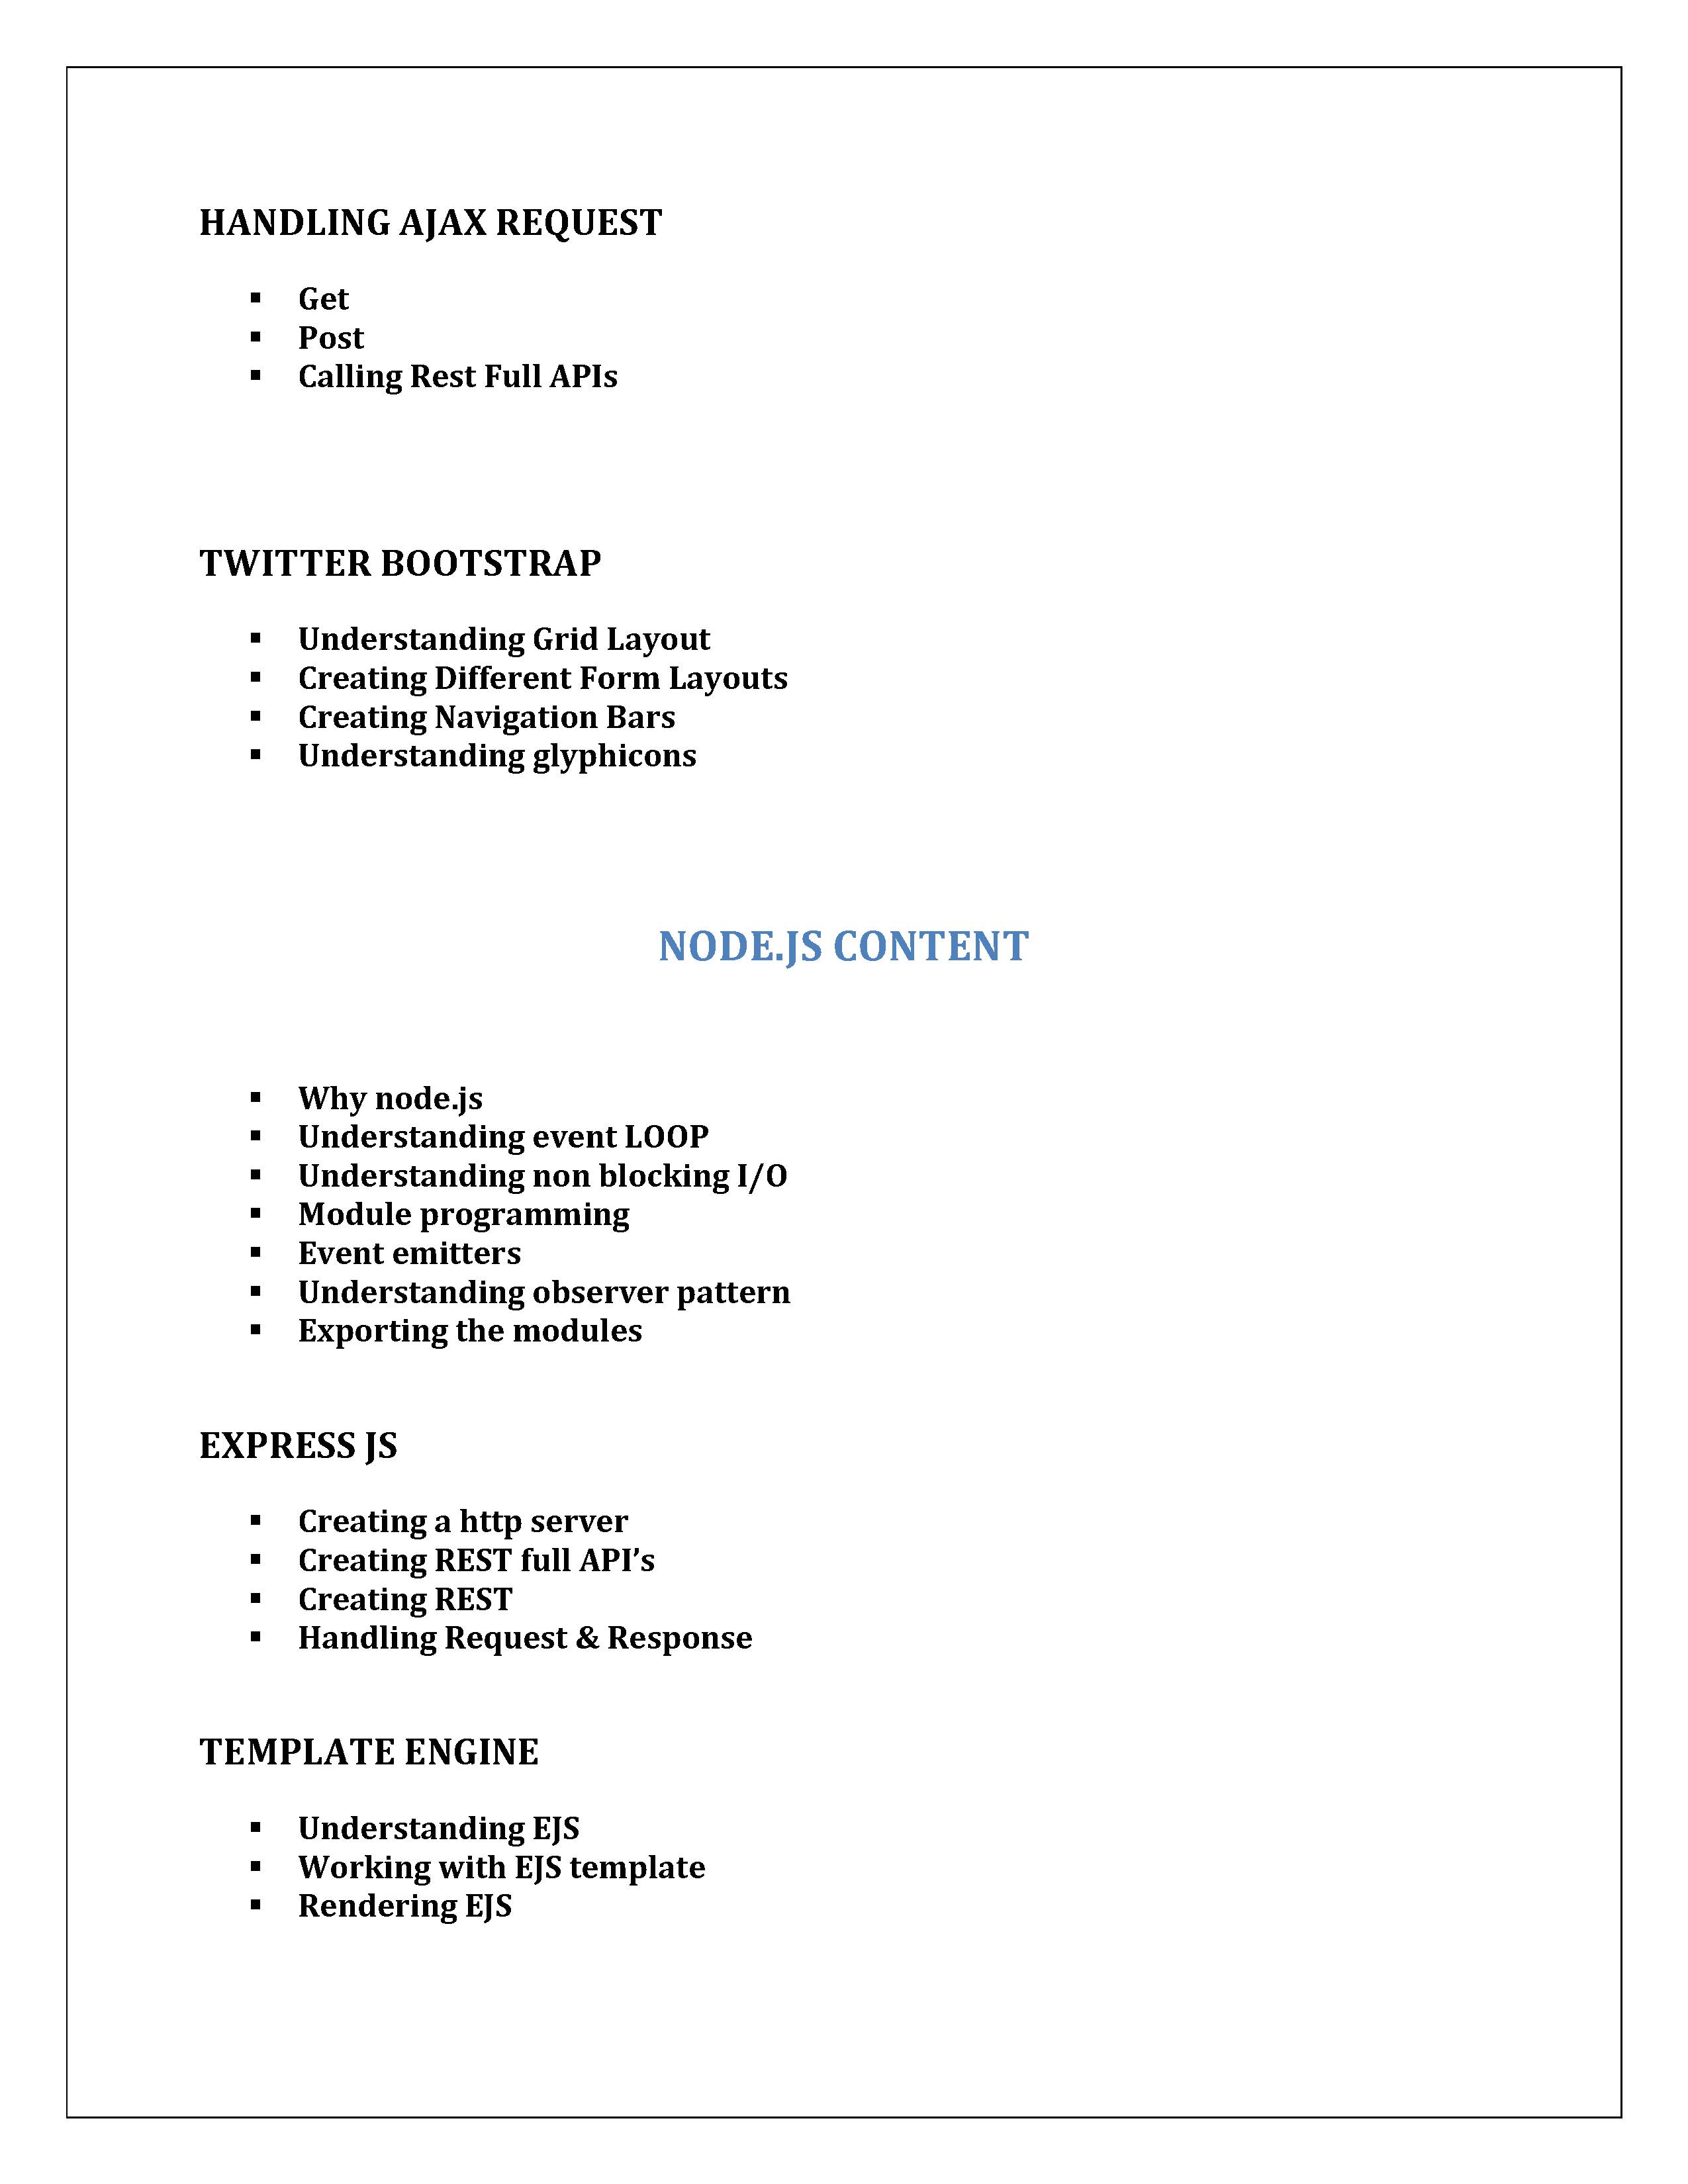 HANDLING AJAX REQUEST
▪ Get
▪ Post
▪ Calling Rest Full APIs
TWITTER BOOTSTRAP
▪ Understanding Grid Layout
▪ Creating Different Form Layouts
▪ Creating Navigation Bars
▪ Understanding glyphicons
NODE.JS CONTENT
▪ Why node.js
▪ Understanding event LOOP
▪ Understanding non blocking I/O
▪ Module programming
▪ Event emitters
▪ Understanding observer pattern
▪ Exporting the modules
EXPRESS JS
▪ Creating a http server
▪ Creating REST full API’s
▪ Creating REST
▪ Handling Request & Response
TEMPLATE ENGINE
▪ Understanding EJS
▪ Working with EJS template
▪ Rendering EJS